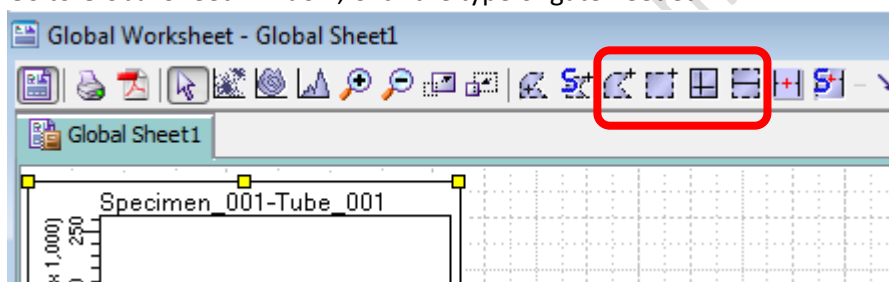 Global Worksheet - Global Sheet1
Global Sheet1
Specimen_001-Tube_001
x 1,000)
250